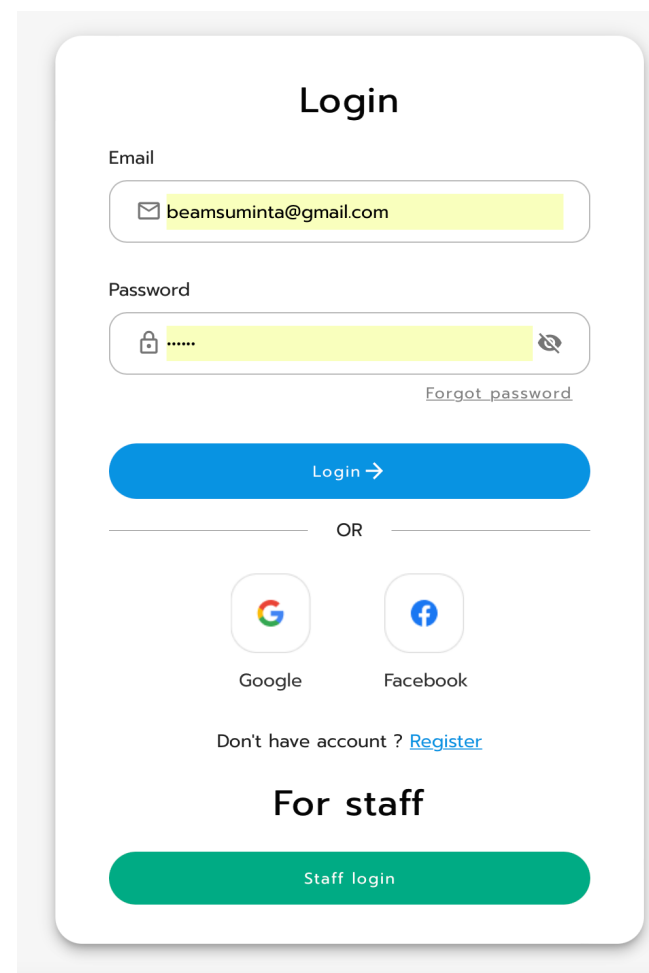 Login
Email
beamsuminta@gmail.com
Password
••••••
Forgot password
Login →
OR
Google Facebook
Don't have account ? Register
For staff
Staff login